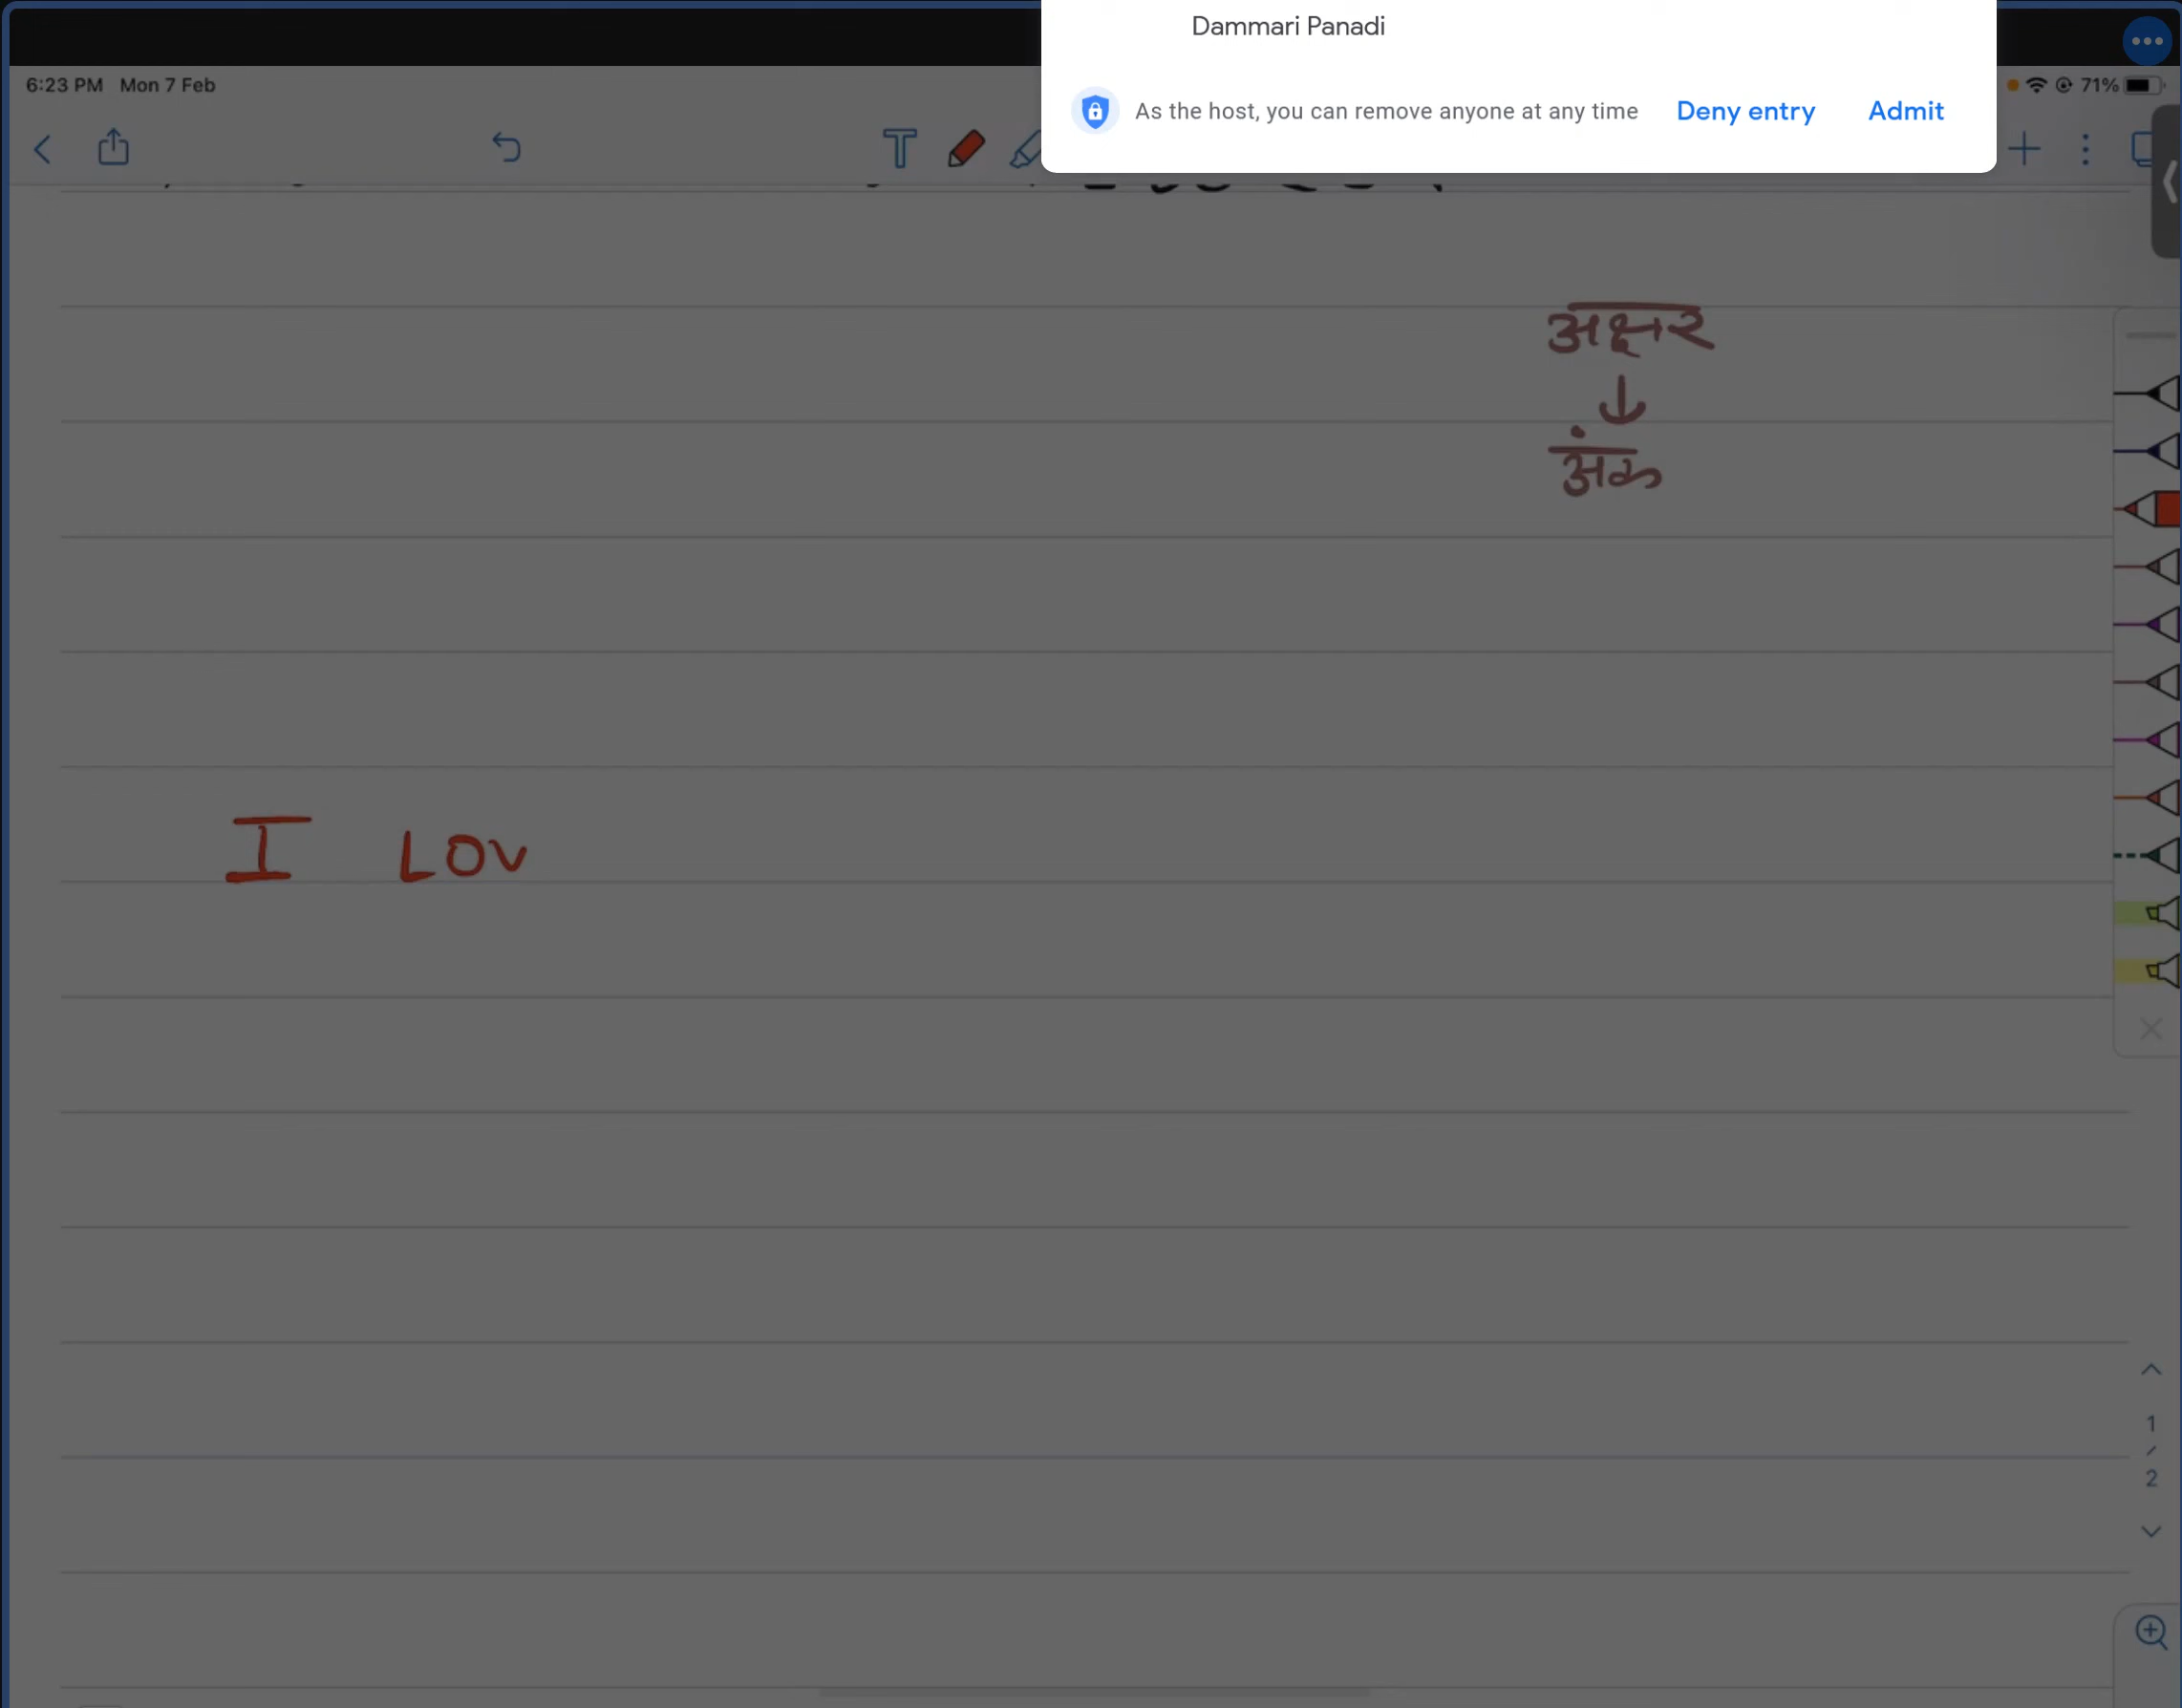 Dammari Panadi
6:23 PM Mon 7 Feb
71%
As the host, you can remove anyone at any time Deny entry Admit
अक्षर
↓
अंक
I LOV
1
/
2